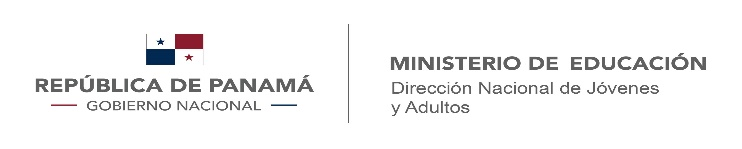 REPÚBLICA DE PANAMÁ
GOBIERNO NACIONAL
MINISTERIO DE EDUCACIÓN
Dirección Nacional de Jóvenes
y Adultos